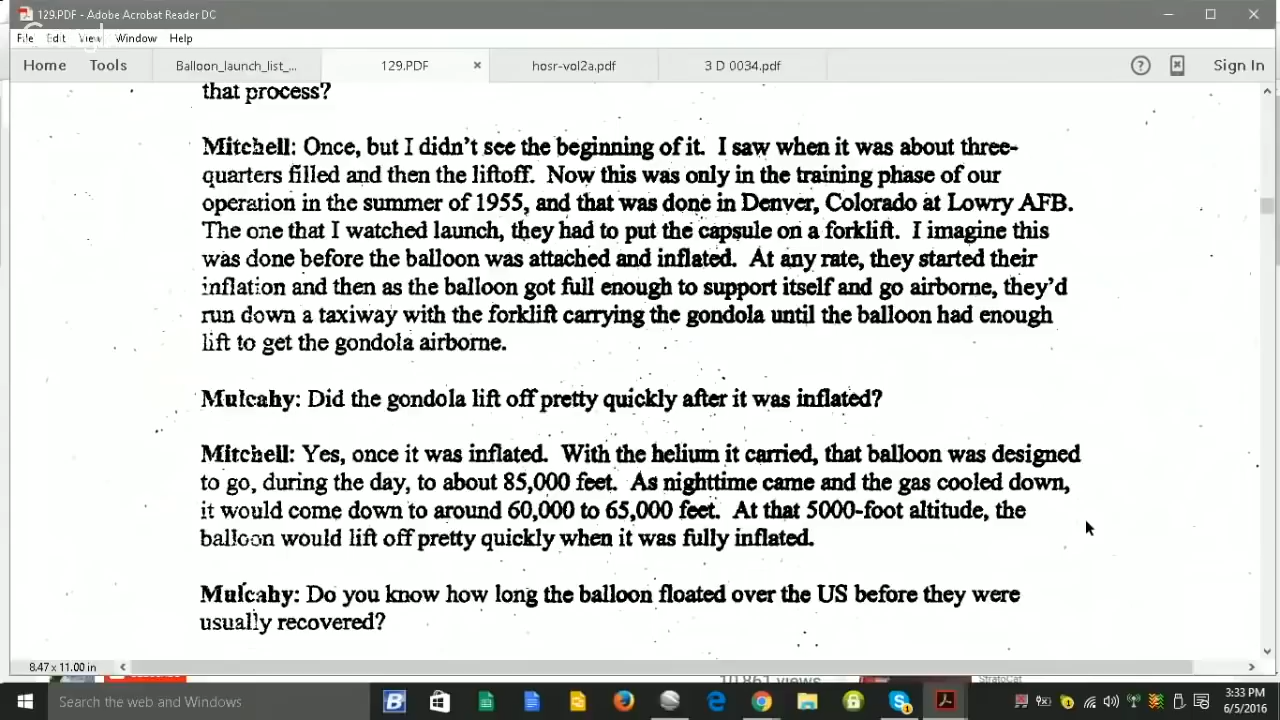 129.PDF - Adobe Acrobat Reader DC
Google
File Edit View Window Help
Home Tools Balloon_launch_list_... 129.PDF × hosr-vol2a.pdf 3 D 0034.pdf Sign In
that process?
Mitchell: Once, but I didn't see the beginning of it. I saw when it was about three-
quarters filled and then the liftoff. Now this was only in the training phase of our
operation in the summer of 1955, and that was done in Denver, Colorado at Lowry AFB.
The one that I watched launch, they had to put the capsule on a forklift. I imagine this
was done before the balloon was attached and inflated. At any rate, they started their
inflation and then as the balloon got full enough to support itself and go airborne, they'd
run down a taxiway with the forklift carrying the gondola until the balloon had enough
lift to get the gondola airborne.
Mulcahy: Did the gondola lift off pretty quickly after it was inflated?
Mitchell: Yes, once it was inflated. With the helium it carried, that balloon was designed
to go, during the day, to about 85,000 feet. As nighttime came and the gas cooled down,
it would come down to around 60,000 to 65,000 feet. At that 5000-foot altitude, the
balloon would lift off pretty quickly when it was fully inflated.
Mulcahy: Do you know how long the balloon floated over the US before they were
usually recovered?
8.47 x 11.00 in
10,861 views
StratoCat
Search the web and Windows
3:33 PM
6/5/2016